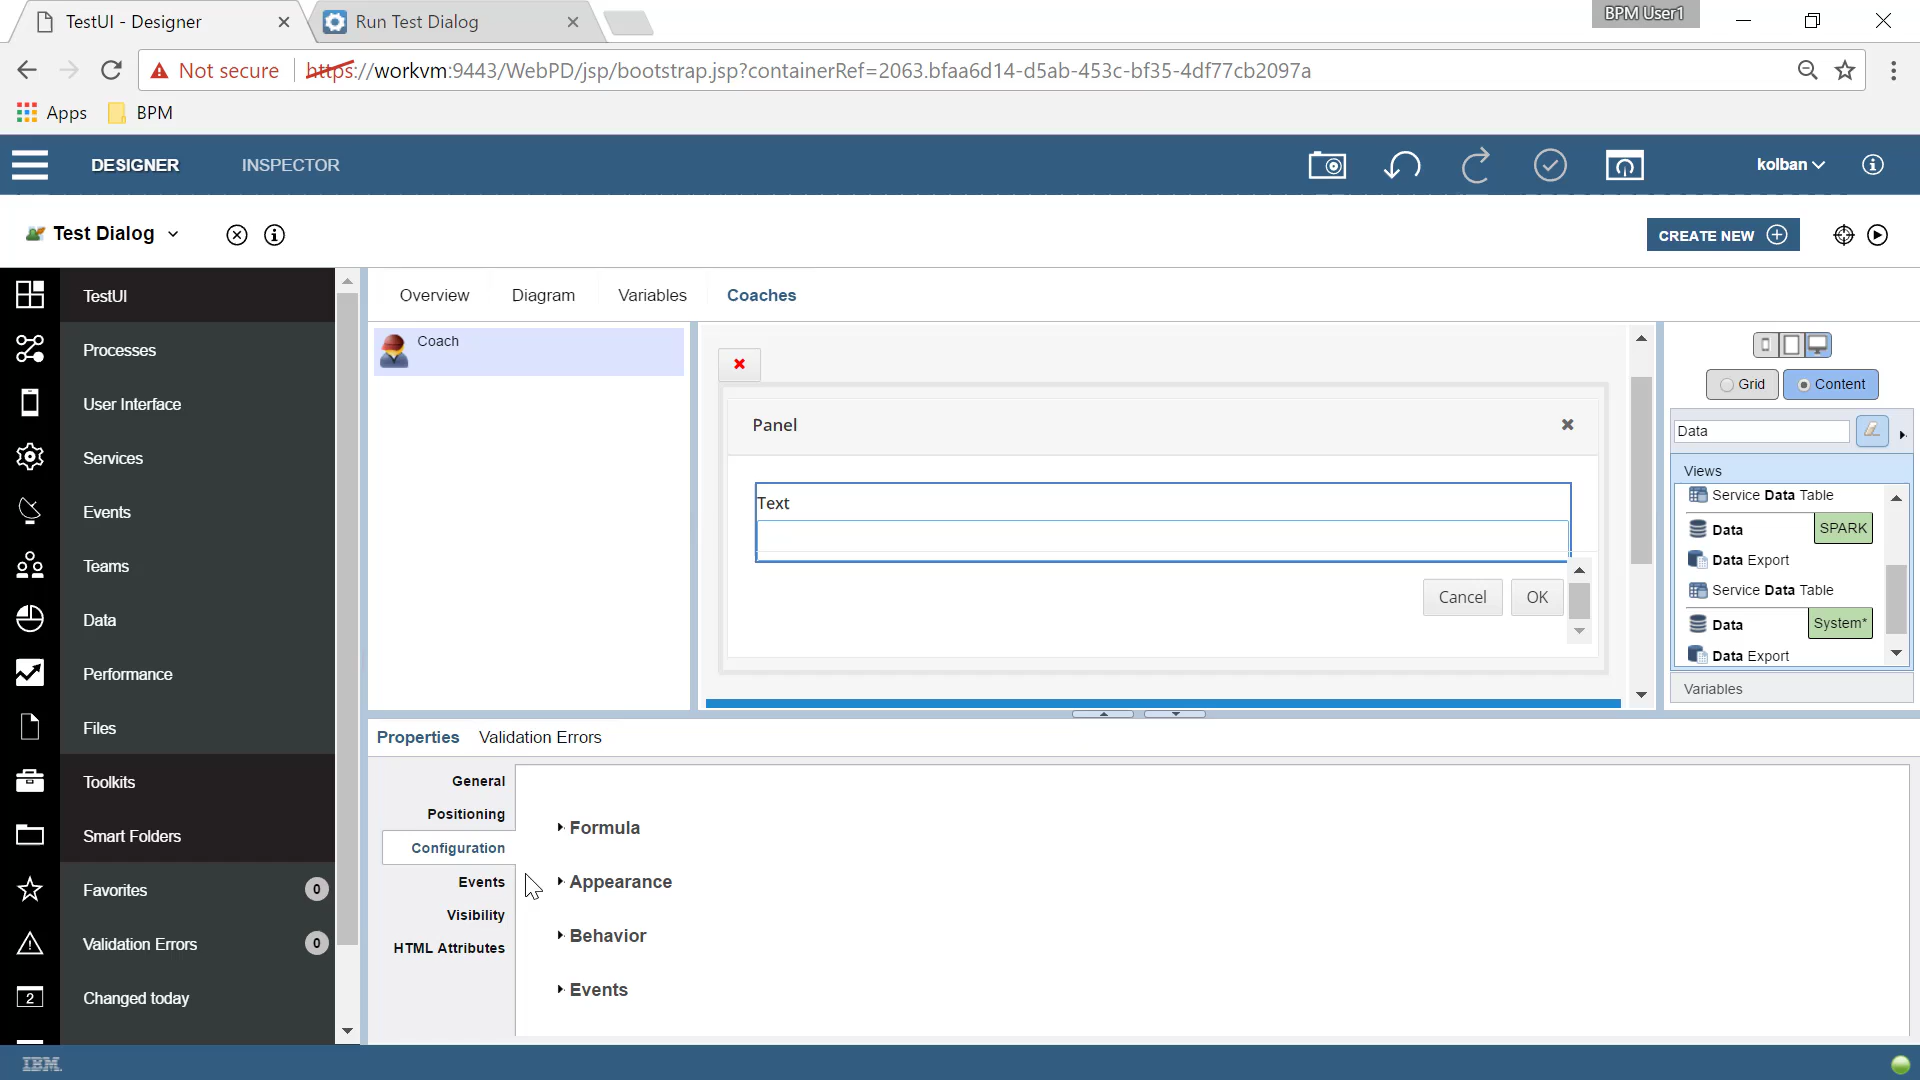 TestUI - Designer
Run Test Dialog
BPM User1
Not secure
https://workvm:9443/WebPD/jsp/bootstrap.jsp?containerRef=2063.bfaa6d14-d5ab-453c-bf35-4df77cb2097a
Apps
BPM
DESIGNER
INSPECTOR
kolban
Test Dialog
CREATE NEW
TestUI
Processes
User Interface
Services
Events
Teams
Data
Performance
Files
Toolkits
Smart Folders
Favorites 0
Validation Errors 0
2 Changed today
Overview Diagram Variables Coaches
Coach
Panel
Text
Cancel OK
Grid Content
Data
Views
Service Data Table
Data SPARK
Data Export
Service Data Table
Data System*
Data Export
Variables
Properties Validation Errors
General
Positioning
Configuration
Events
Visibility
HTML Attributes
Formula
Appearance
Behavior
Events
IBM